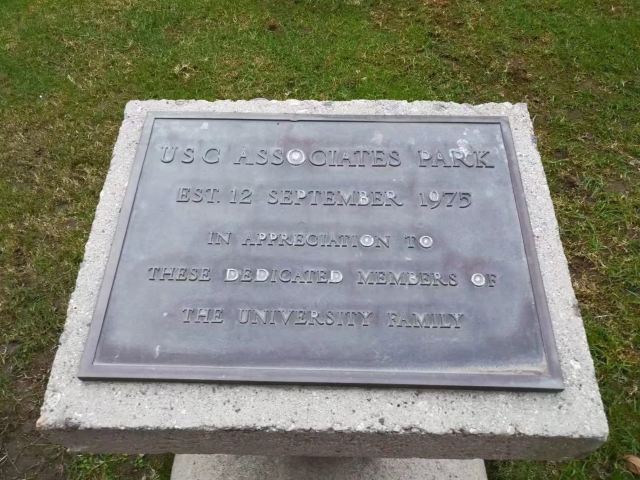 USC ASSOCIATES PARK
EST. 12 SEPTEMBER 1975
IN APPRECIATION TO
THESE DEDICATED MEMBERS OF
THE UNIVERSITY FAMILY